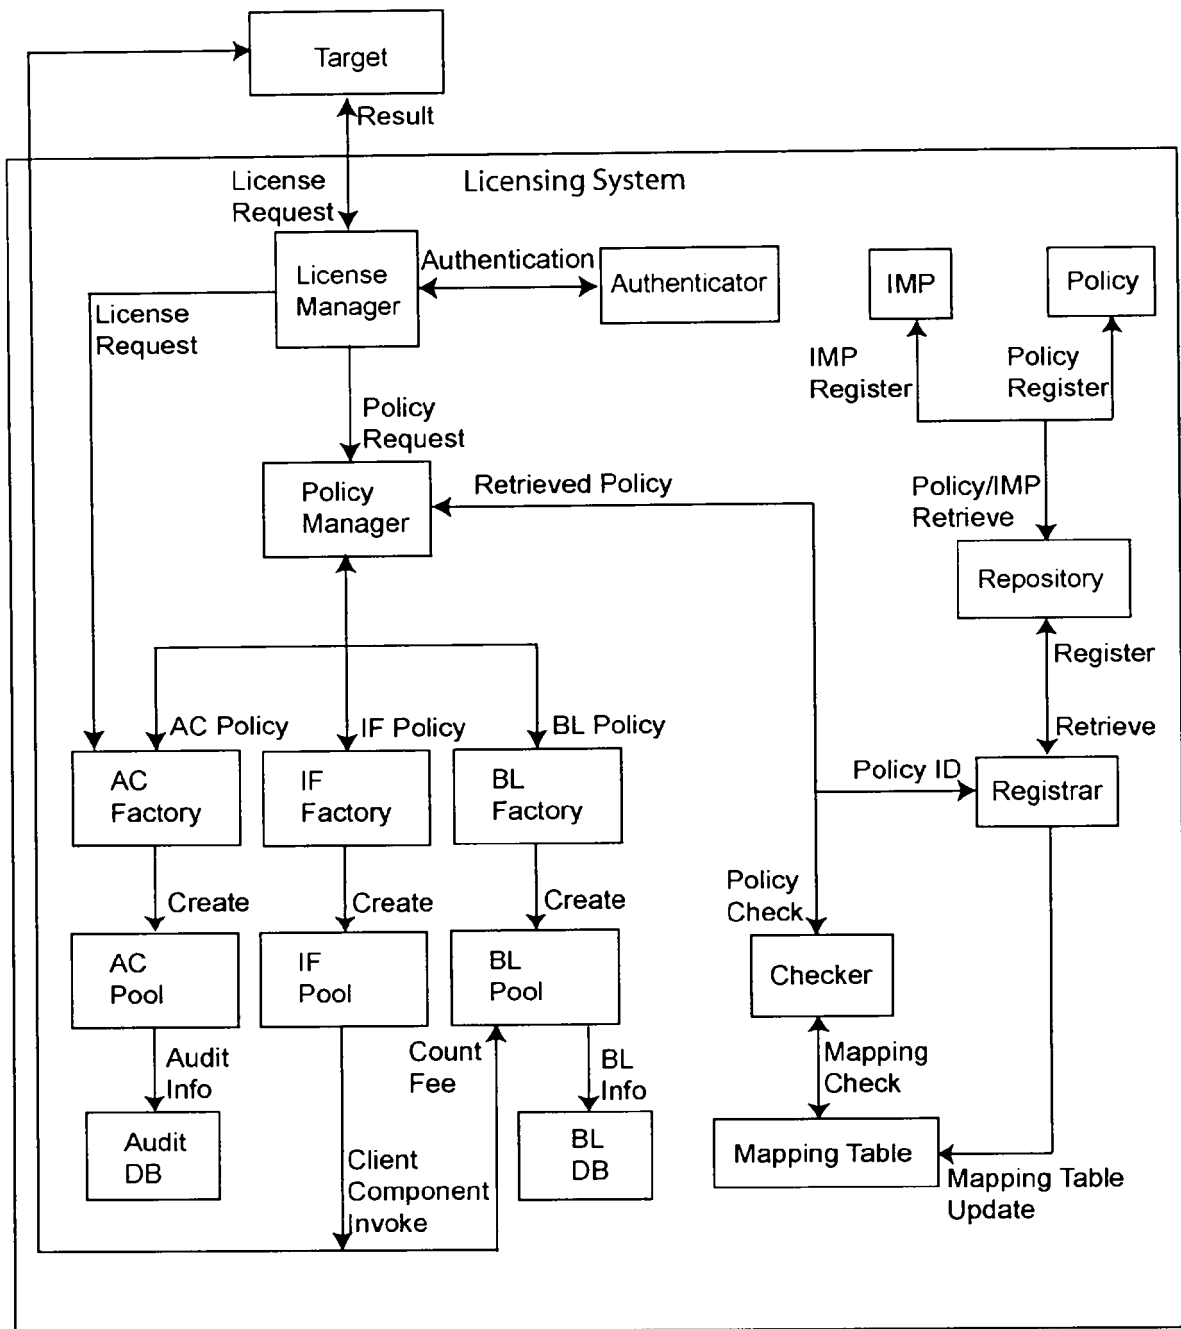 Target
Result
Licensing System
License
Request
License
Manager
Authentication
Authenticator
IMP
Policy
License
Request
IMP
Register
Policy
Register
Policy
Request
Policy
Manager
Retrieved Policy
Policy/IMP
Retrieve
Repository
Register
Retrieve
AC Policy
IF Policy
BL Policy
AC
Factory
IF
Factory
BL
Factory
Policy ID
Registrar
Create
Create
Create
Policy
Check
AC
Pool
IF
Pool
BL
Pool
Checker
Audit
Info
Count
Fee
BL
Info
Mapping
Check
Audit
DB
Client
Component
Invoke
BL
DB
Mapping Table
Mapping Table
Update